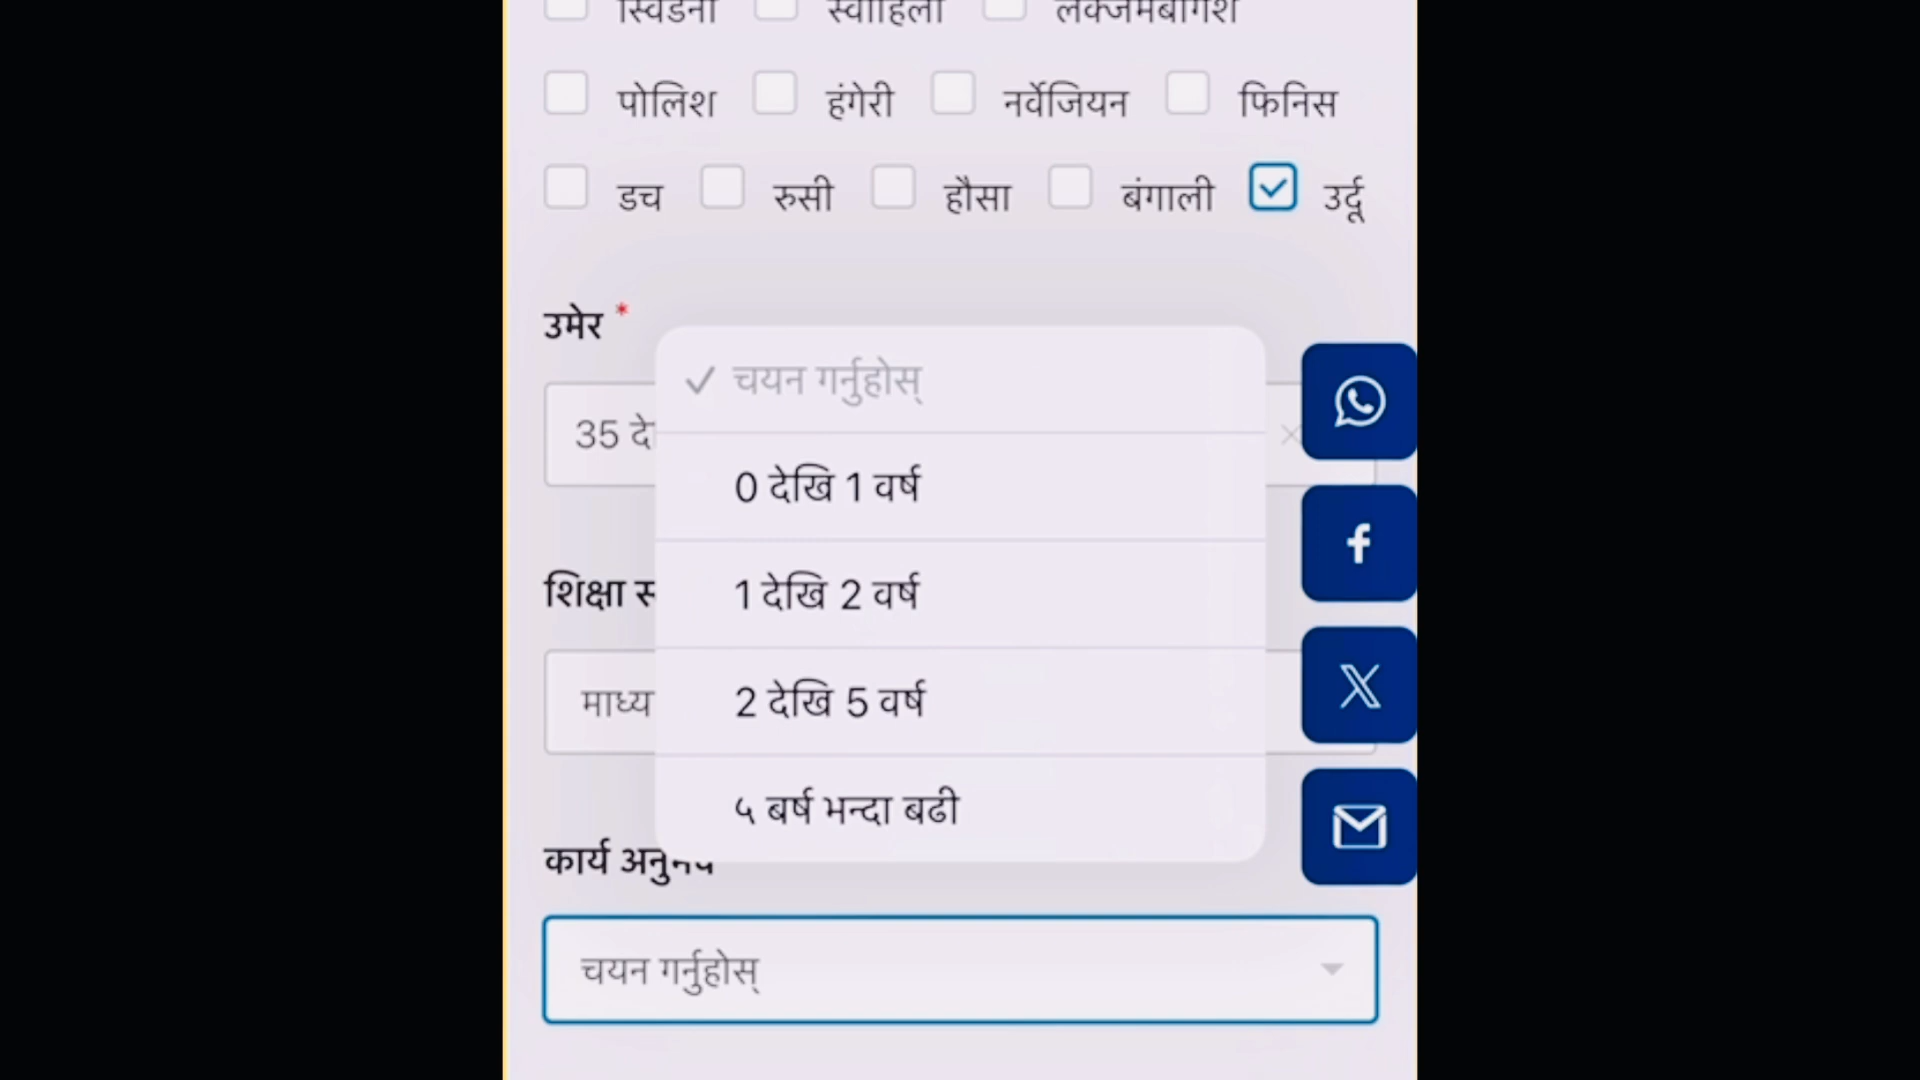 स्विडेनी स्वाहिली
पोलिश हंगेरी नर्वेजियन फिनिस
डच रुसी हौसा बंगाली उर्दू
उमेर *
चयन गर्नुहोस्
35 दे
0 देखि 1 वर्ष
शिक्षा
1 देखि 2 वर्ष
माध्य
2 देखि 5 वर्ष
५ बर्ष भन्दा बढी
कार्य
चयन गर्नुहोस्